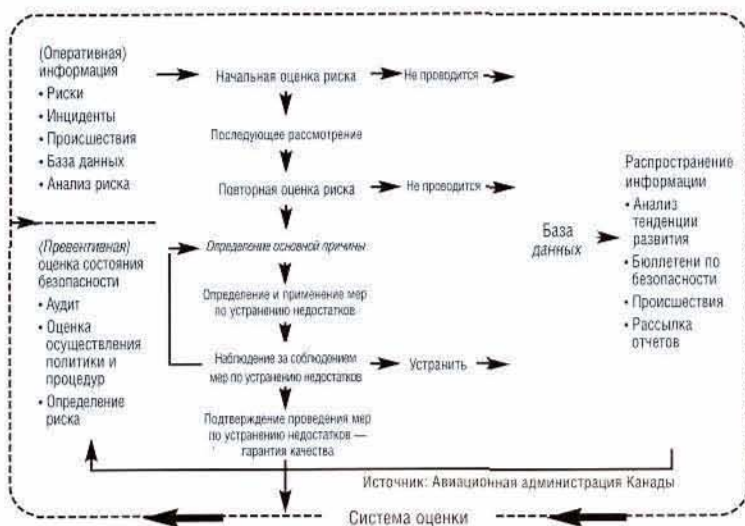 (Оперативная)
информация
• Риски
• Инциденты
• Происшествия
• База данных
• Анализ риска
(Превентивная)
оценка состояния
безопасности
• Аудит
• Оценка
осуществления
политики и
процедур
• Определение
риска
Начальная оценка риска
Не проводится
Последующее рассмотрение
Повторная оценка риска
Не проводится
Определение основной причины
Определение и применение мер
по устранению недостатков
Наблюдение за соблюдением
мер по устранению недостатков
Устранить
Подтверждение проведения мер
по устранению недостатков —
гарантия качества
База
данных
Распространение
информации
• Анализ
тенденции
развития
• Бюллетени по
безопасности
• Происшествия
• Рассылка
отчетов
Источник: Авиационная администрация Канады
Система оценки